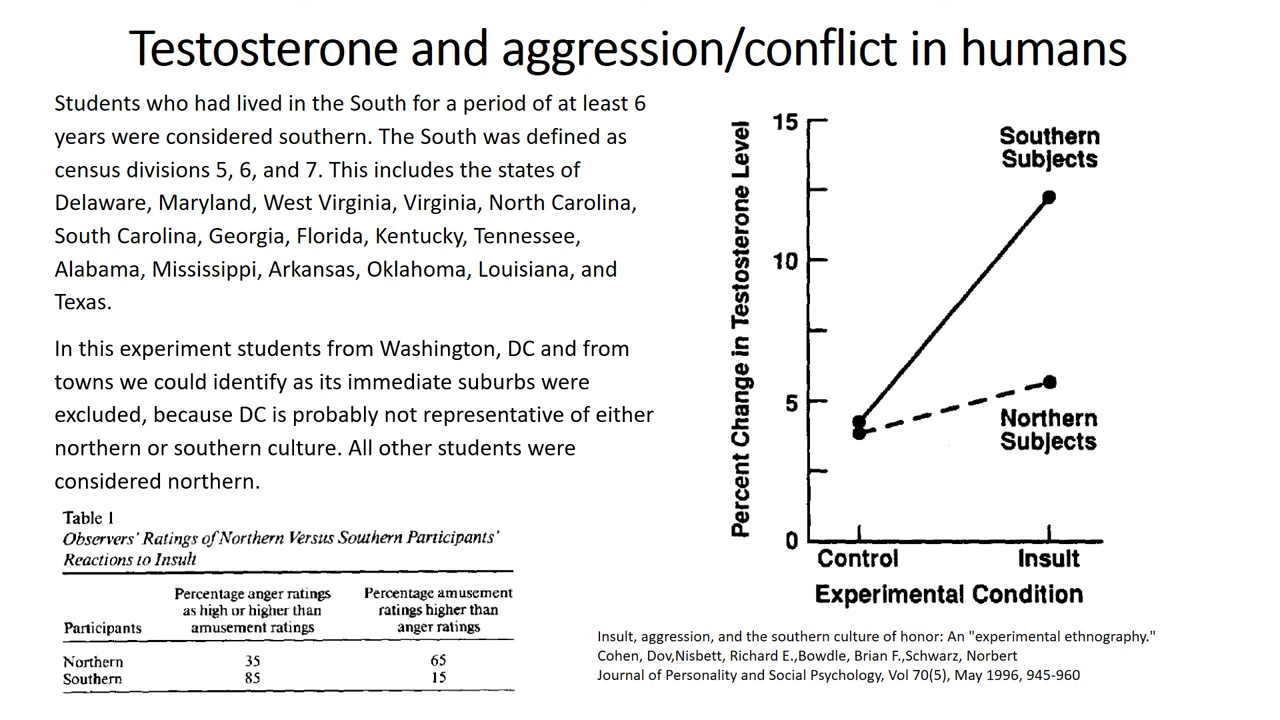 Testosterone and aggression/conflict in humans
Students who had lived in the South for a period of at least 6
years were considered southern. The South was defined as
census divisions 5, 6, and 7. This includes the states of
Delaware, Maryland, West Virginia, Virginia, North Carolina,
South Carolina, Georgia, Florida, Kentucky, Tennessee,
Alabama, Mississippi, Arkansas, Oklahoma, Louisiana, and
Texas.
In this experiment students from Washington, DC and from
towns we could identify as its immediate suburbs were
excluded, because DC is probably not representative of either
northern or southern culture. All other students were
considered northern.
Table 1
Observers' Ratings of Northern Versus Southern Participants'
Reactions to Insult
Participants
Percentage anger ratings
as high or higher than
amusement ratings
Percentage amusement
ratings higher than
anger ratings
Northern 35 65
Southern 85 15
Percent Change in Testosterone Level
15
10
5
0
Southern
Subjects
Northern
Subjects
Control Insult
Experimental Condition
Insult, aggression, and the southern culture of honor: An "experimental ethnography."
Cohen, Dov,Nisbett, Richard E.,Bowdle, Brian F.,Schwarz, Norbert
Journal of Personality and Social Psychology, Vol 70(5), May 1996, 945-960